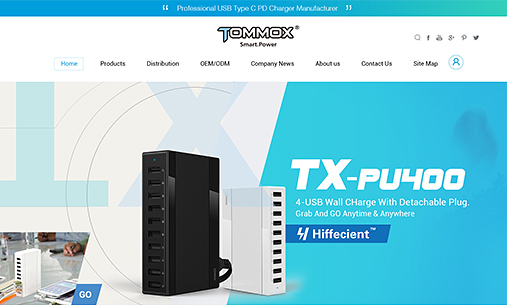 Professional USB Type C PD Charger Manufacturer
TOMMOX®
Smart.Power
Home Products Distribution OEM/ODM Company News About us Contact Us Site Map
TX
TX-PU400
4-USB Wall CHarge With Detachable Plug.
Grab And GO Anytime & Anywhere
Hiffecient™
GO